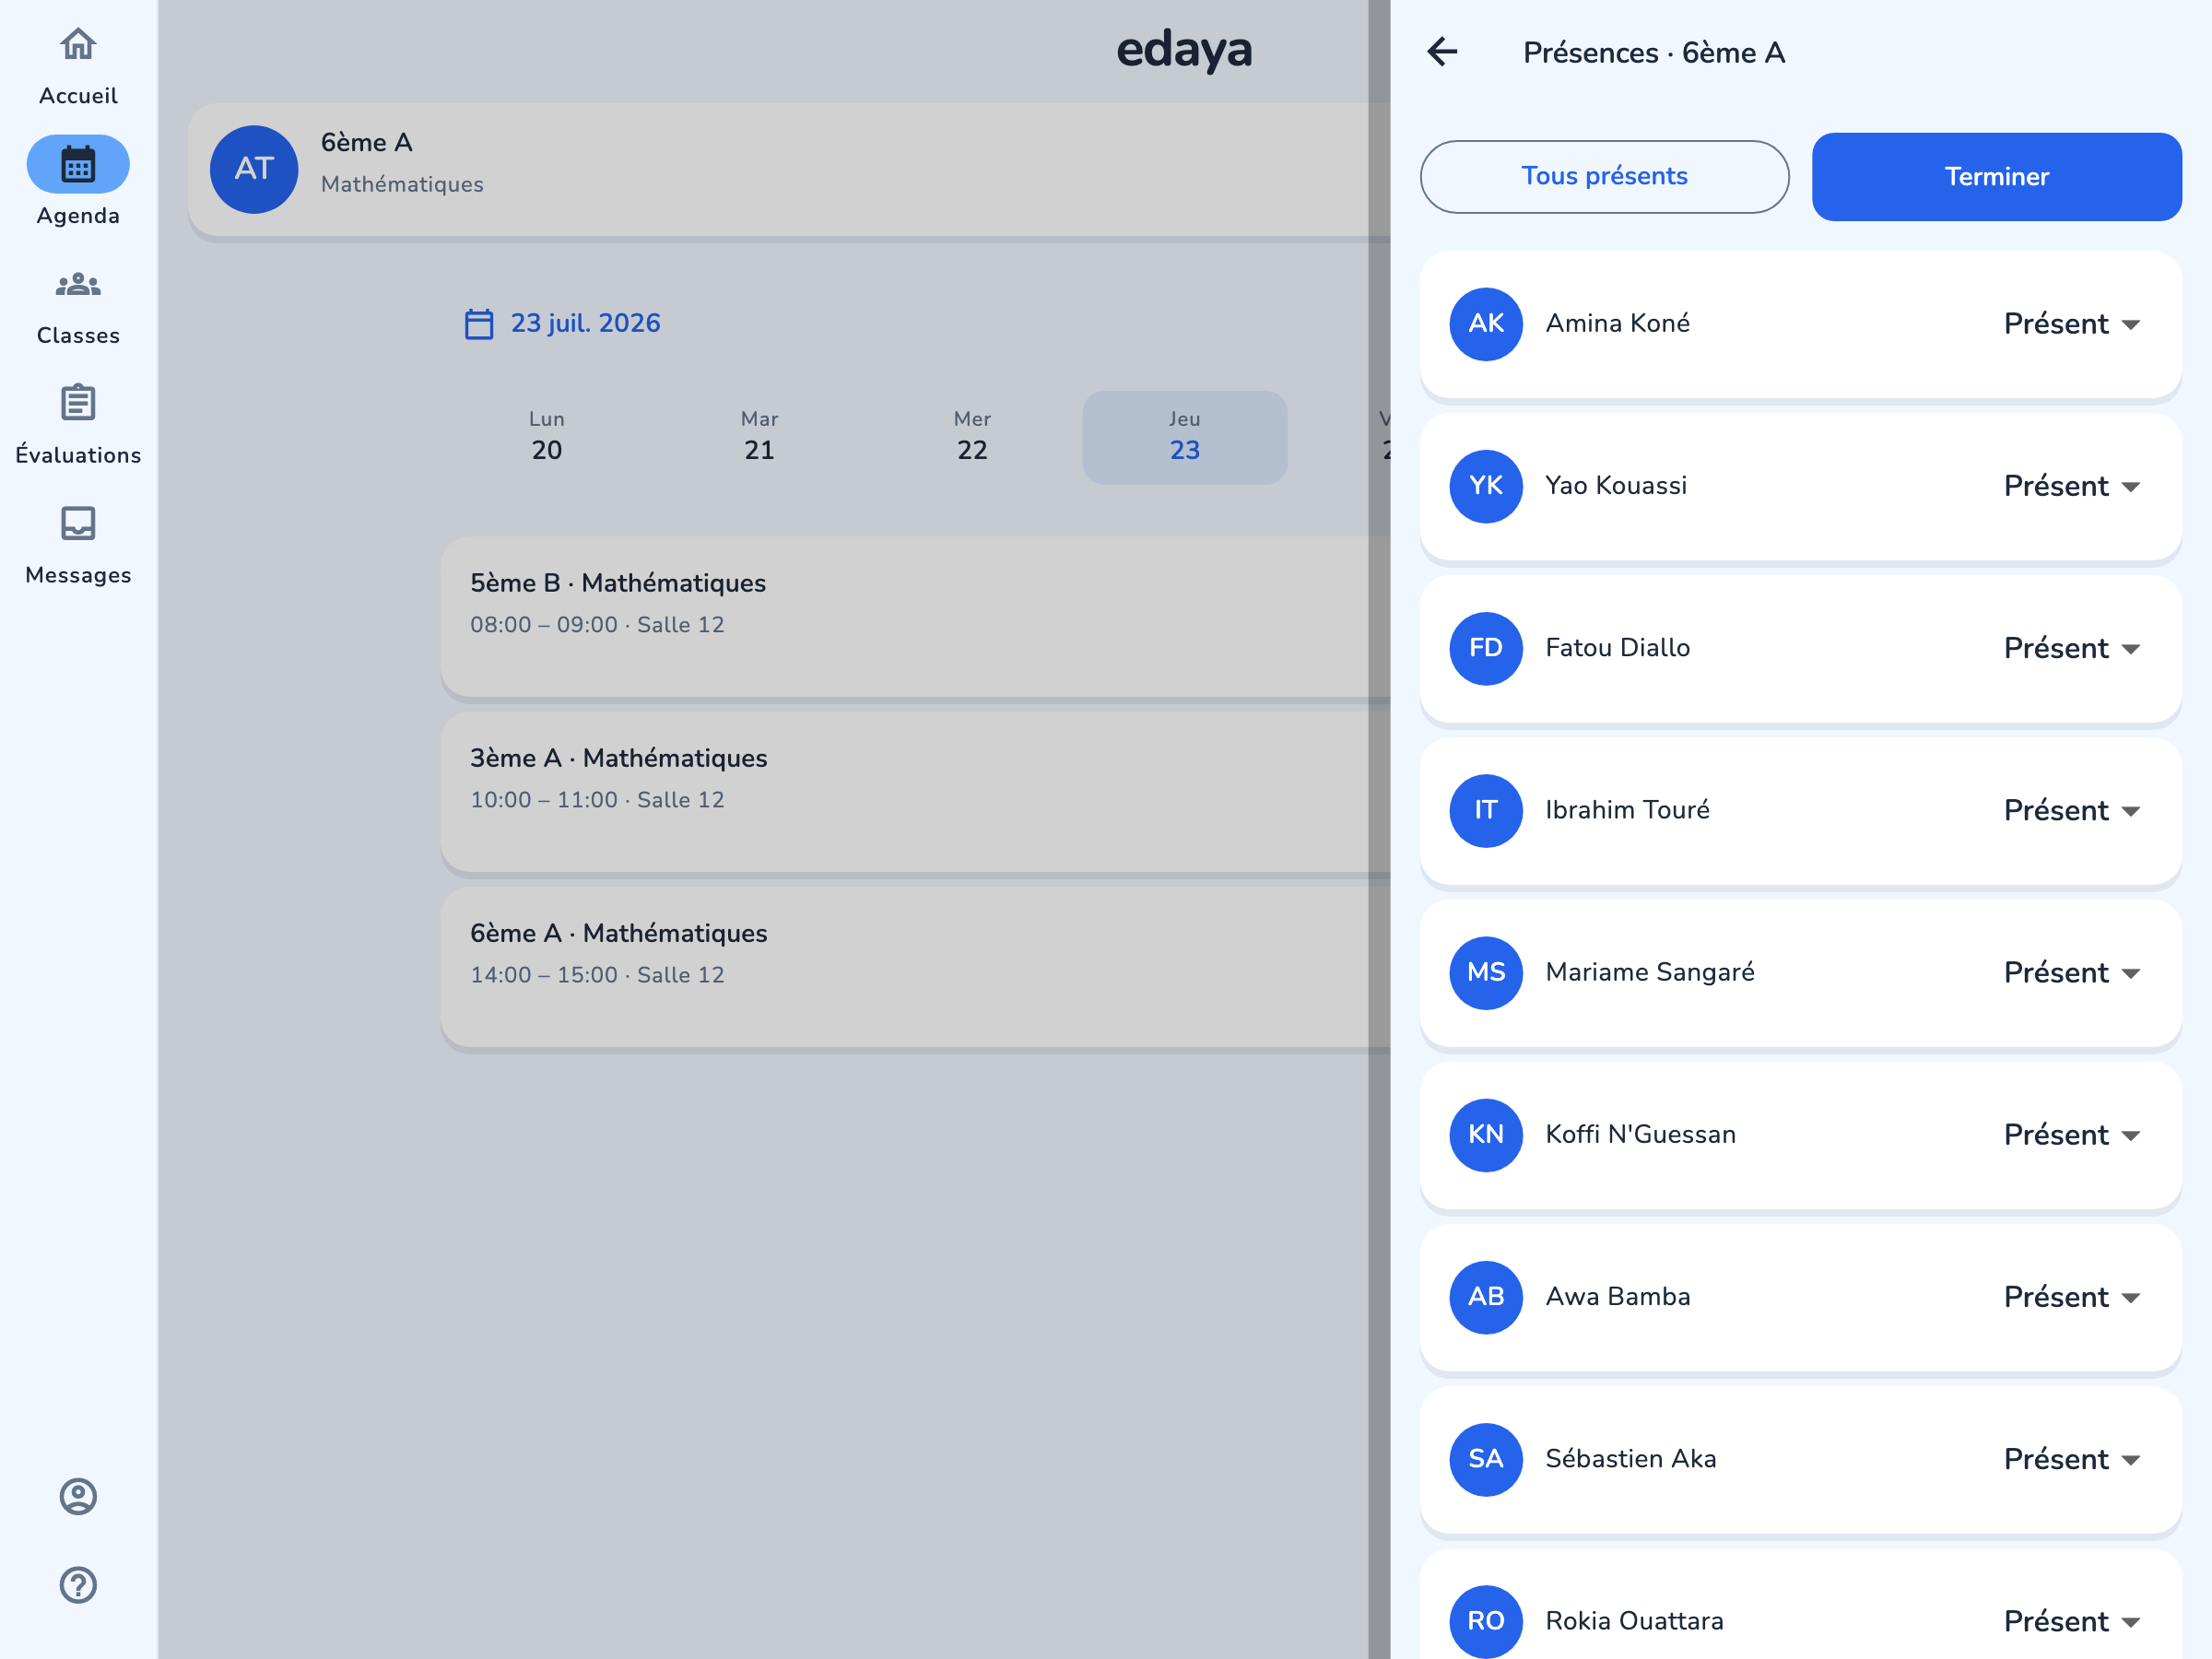 Accueil
Agenda
Classes
Évaluations
Messages
edaya
AT
6ème A
Mathématiques
23 juil. 2026
Lun
20
Mar
21
Mer
22
Jeu
23
5ème B · Mathématiques
08:00 – 09:00 · Salle 12
3ème A · Mathématiques
10:00 – 11:00 · Salle 12
6ème A · Mathématiques
14:00 – 15:00 · Salle 12
Présences · 6ème A
Tous présents
Terminer
AK Amina Koné Présent
YK Yao Kouassi Présent
FD Fatou Diallo Présent
IT Ibrahim Touré Présent
MS Mariame Sangaré Présent
KN Koffi N'Guessan Présent
AB Awa Bamba Présent
SA Sébastien Aka Présent
RO Rokia Ouattara Présent